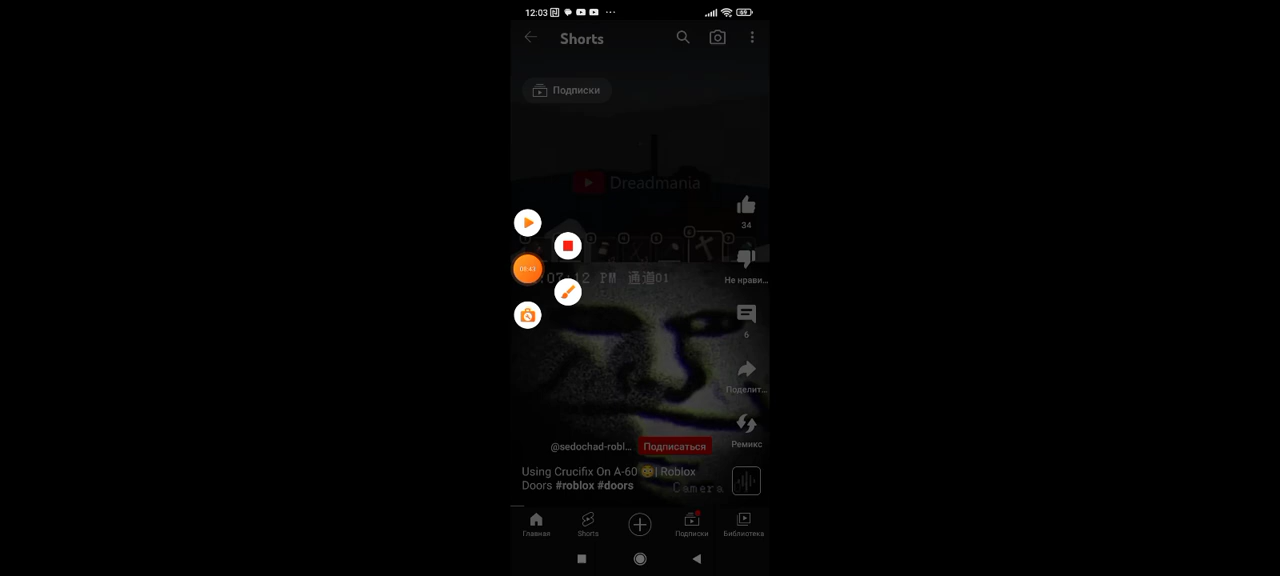 12:03
69
Shorts
Подписки
Dreadmania
34
Не нрави...
07:12 PM 通道01
6
Поделит...
@sedochad-robl...
Подписаться
Ремикс
Using Crucifix On A-60 😳 | Roblox
Doors #roblox #doors
Camera
Главная
Shorts
Подписки
Библиотека